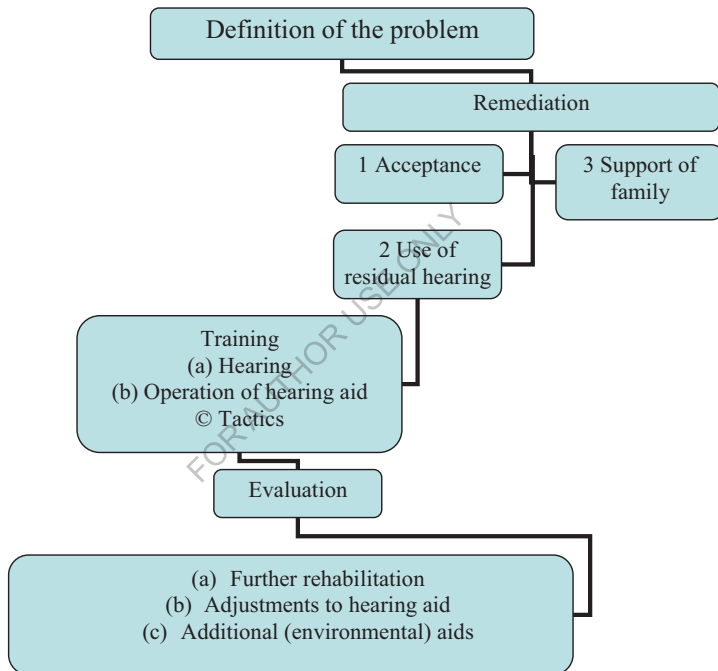 Definition of the problem
Remediation
1 Acceptance
3 Support of
family
2 Use of
residual hearing
Training
(a) Hearing
(b) Operation of hearing aid
© Tactics
FOR AUTHOR USE ONLY
Evaluation
(a) Further rehabilitation
(b) Adjustments to hearing aid
(c) Additional (environmental) aids